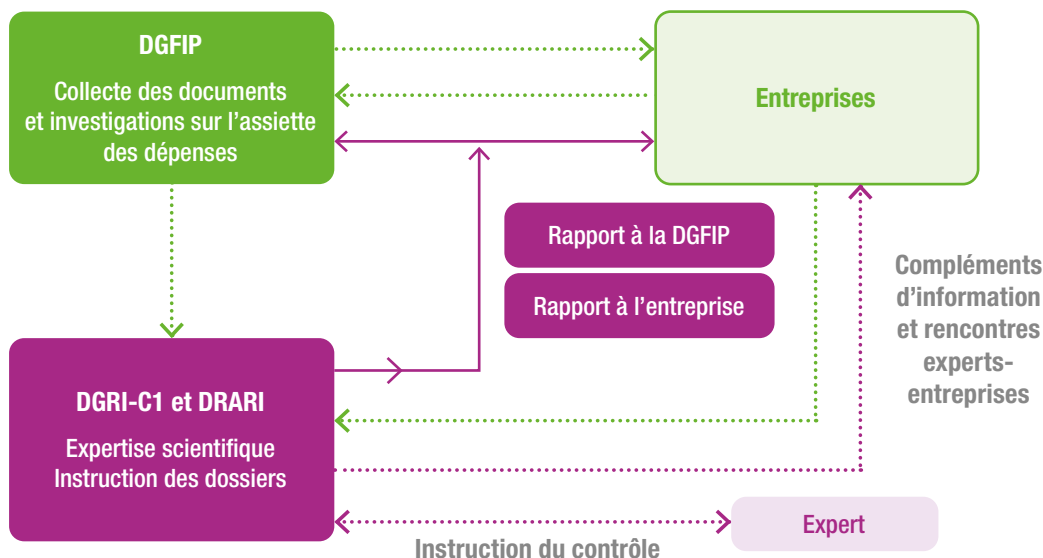 DGFIP
Collecte des documents
et investigations sur l’assiette
des dépenses
Entreprises
Rapport à la DGFIP
Rapport à l’entreprise
Compléments
d’information
et rencontres
experts-
entreprises
DGRI-C1 et DRARI
Expertise scientifique
Instruction des dossiers
Expert
Instruction du contrôle